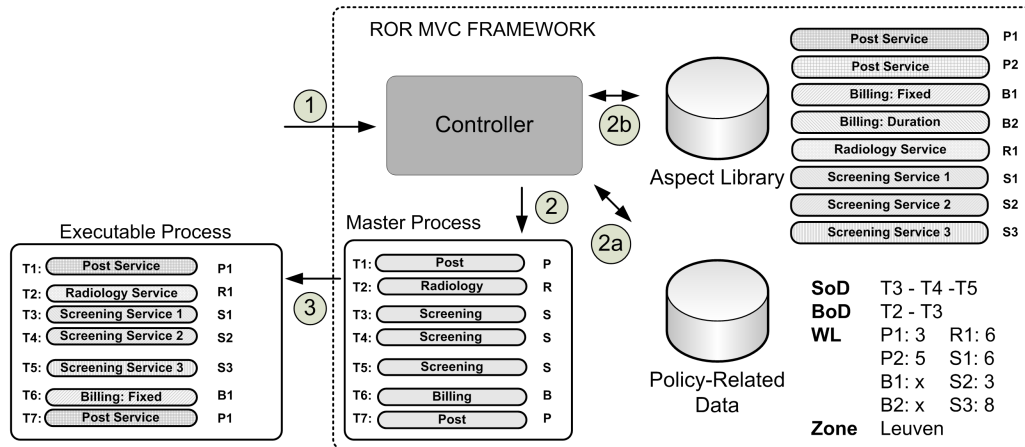 ROR MVC FRAMEWORK
1
Controller
2b
Aspect Library
Post Service P1
Post Service P2
Billing: Fixed B1
Billing: Duration B2
Radiology Service R1
Screening Service 1 S1
Screening Service 2 S2
Screening Service 3 S3
2
2a
Executable Process
T1: Post Service P1
T2: Radiology Service R1
T3: Screening Service 1 S1
T4: Screening Service 2 S2
T5: Screening Service 3 S3
T6: Billing: Fixed B1
T7: Post Service P1
3
Master Process
T1: Post P
T2: Radiology R
T3: Screening S
T4: Screening S
T5: Screening S
T6: Billing B
T7: Post P
Policy-Related
Data
SoD T3 - T4 -T5
BoD T2 - T3
WL P1: 3 R1: 6
P2: 5 S1: 6
B1: x S2: 3
B2: x S3: 8
Zone Leuven